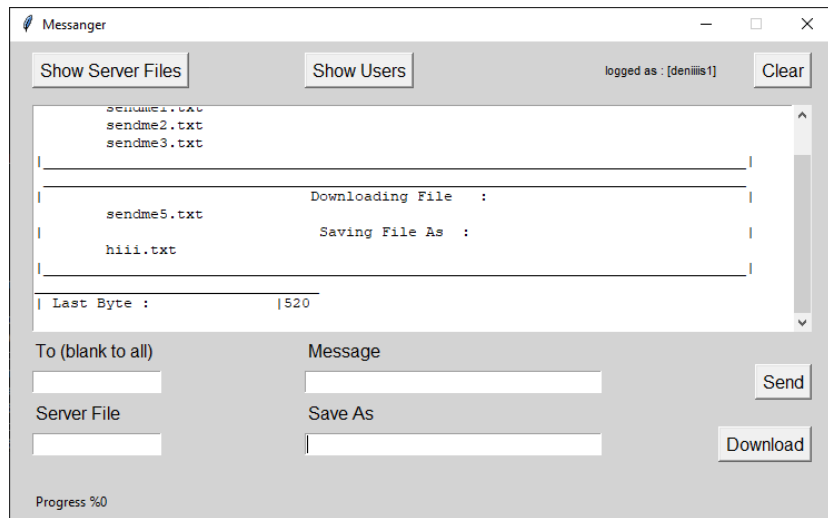 Messanger
Show Server Files
Show Users
logged as : [deniiiis1]
Clear
sendme1.txt
sendme2.txt
sendme3.txt
Downloading File :
sendme5.txt
Saving File As :
hiii.txt
| Last Byte : |520
To (blank to all)
Message
Send
Server File
Save As
Download
Progress %0